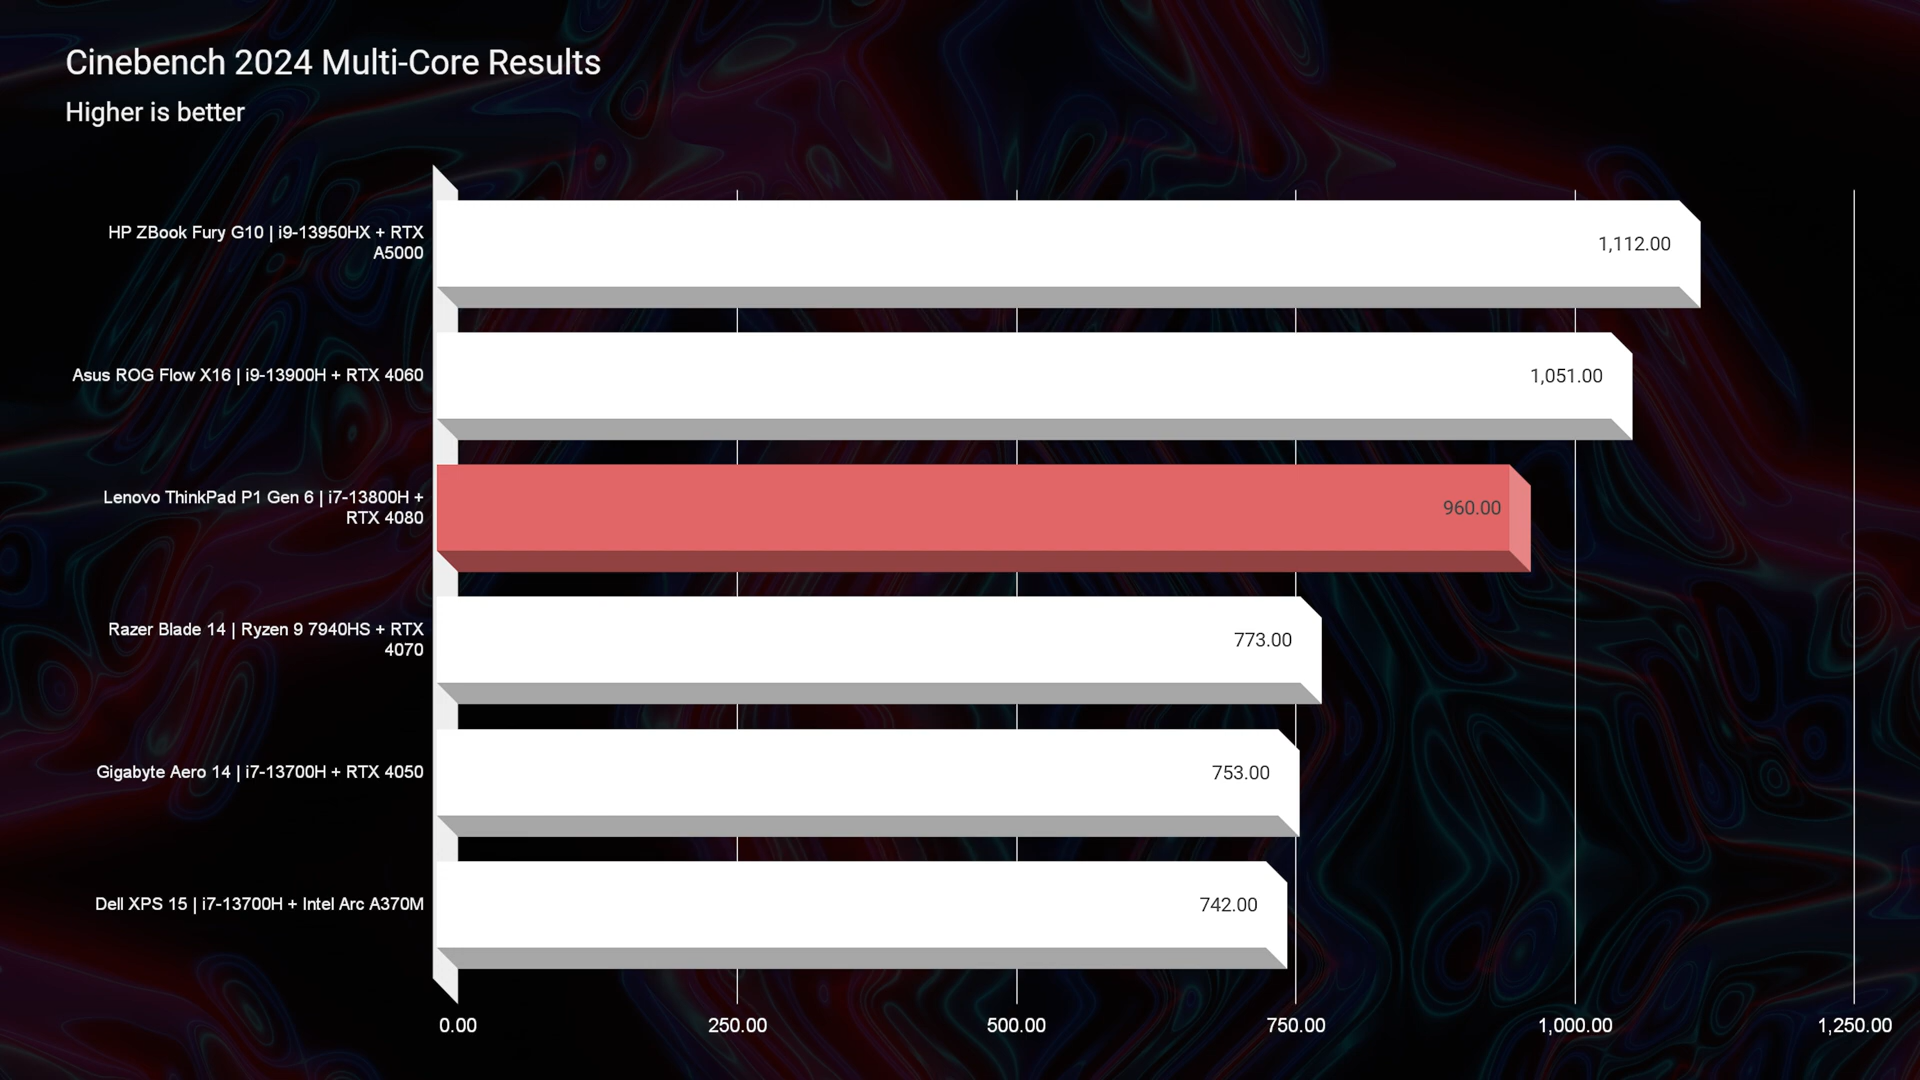 Cinebench 2024 Multi-Core Results
Higher is better
HP ZBook Fury G10 | i9-13950HX + RTX
A5000
1,112.00
Asus ROG Flow X16 | i9-13900H + RTX 4060
1,051.00
Lenovo ThinkPad P1 Gen 6 | i7-13800H +
RTX 4080
960.00
Razer Blade 14 | Ryzen 9 7940HS + RTX
4070
773.00
Gigabyte Aero 14 | i7-13700H + RTX 4050
753.00
Dell XPS 15 | i7-13700H + Intel Arc A370M
742.00
0.00 250.00 500.00 750.00 1,000.00 1,250.00